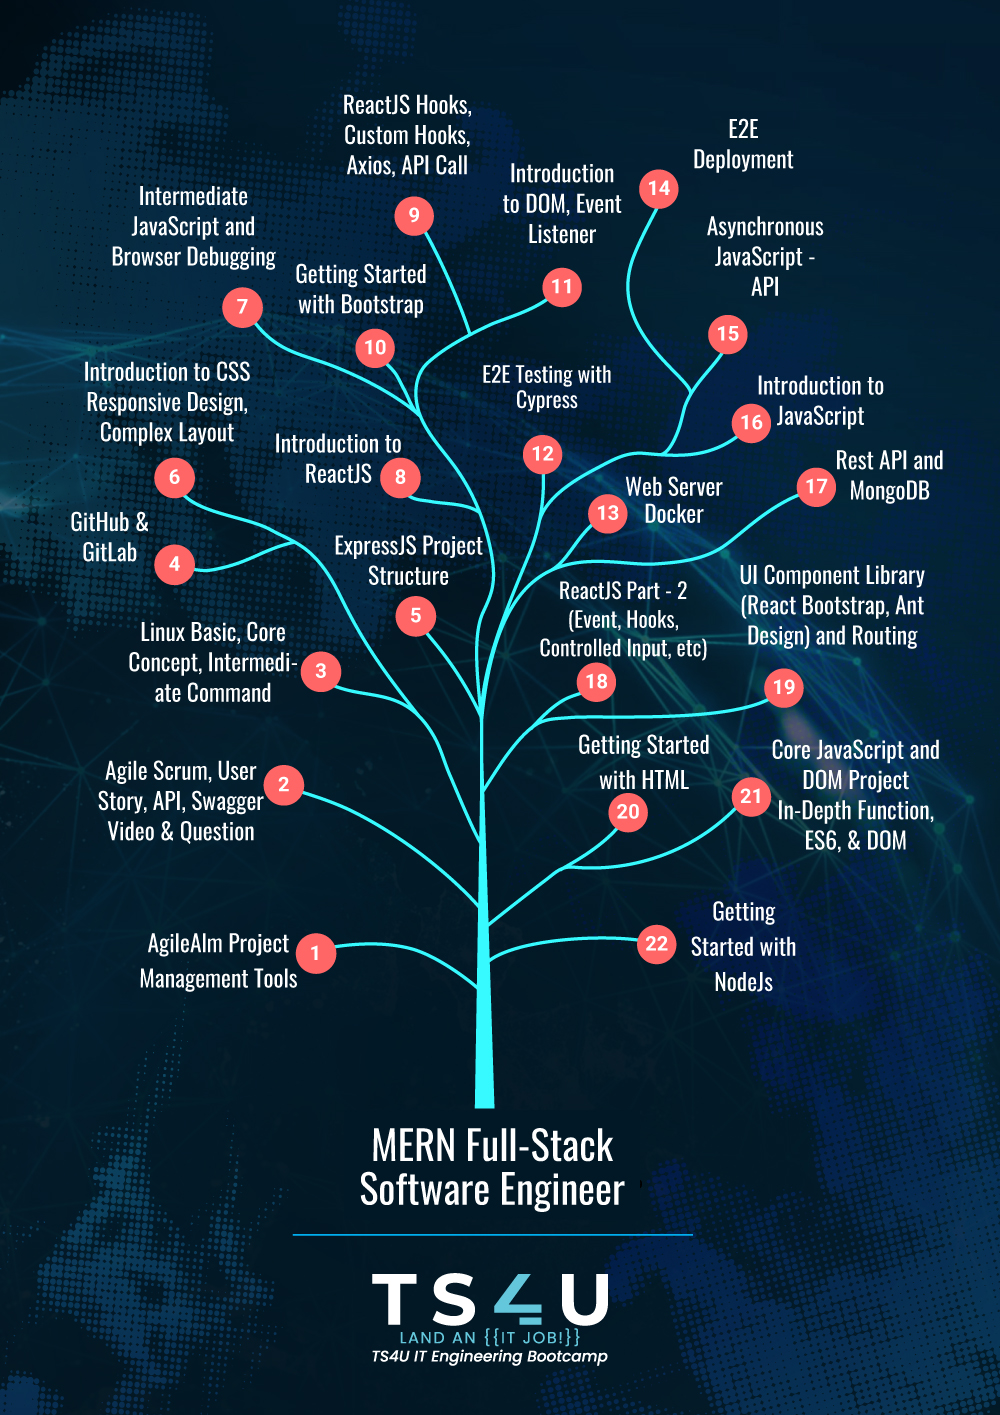 ReactJS Hooks,
Custom Hooks,
Axios, API Call
9
E2E
Deployment
14
Introduction
to DOM, Event
Listener
11
Intermediate
JavaScript and
Browser Debugging
7
Asynchronous
JavaScript -
API
15
Getting Started
with Bootstrap
10
Introduction to CSS
Responsive Design,
Complex Layout
6
E2E Testing with
Cypress
12
Introduction to
JavaScript
16
Introduction to
ReactJS
8
Rest API and
MongoDB
17
Web Server
Docker
13
GitHub &
GitLab
4
ExpressJS Project
Structure
5
ReactJS Part - 2
(Event, Hooks,
Controlled Input, etc)
18
UI Component Library
(React Bootstrap, Ant
Design) and Routing
19
Linux Basic, Core
Concept, Intermedi-
ate Command
3
Getting Started
with HTML
20
Core JavaScript and
DOM Project
In-Depth Function,
ES6, & DOM
21
Agile Scrum, User
Story, API, Swagger
Video & Question
2
Getting
Started with
NodeJs
22
AgileAlm Project
Management Tools
1
MERN Full-Stack
Software Engineer
TS4U
LAND AN {{IT JOB!}}
TS4U IT Engineering Bootcamp